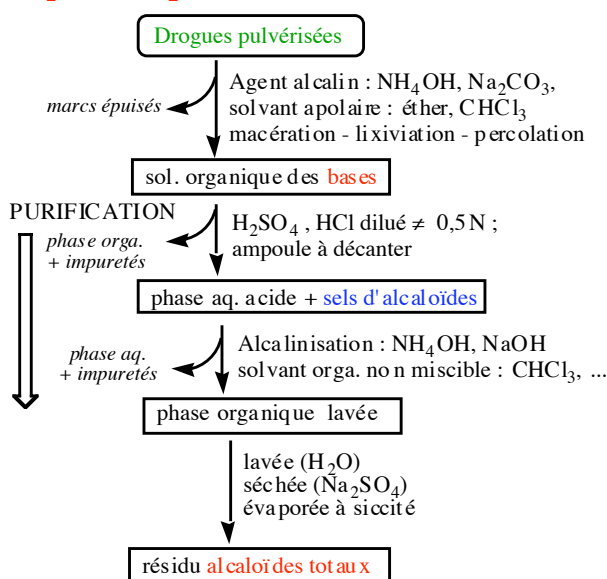 Drogues pulvérisées
Agent alcalin : NH₄OH, Na₂CO₃,
marcs épuisés
solvant apolaire : éther, CHCl₃
macération - lixiviation - percolation
sol. organique des bases
PURIFICATION
H₂SO₄ , HCl dilué ≠ 0,5N ;
phase orga.
+ impuretés
ampoule à décanter
phase aq. acide + sels d'alcaloïdes
Alcalinisation : NH₄OH, NaOH
phase aq.
+ impuretés
solvant orga. non miscible : CHCl₃, ...
phase organique lavée
lavée (H₂O)
séchée (Na₂SO₄)
évaporée à siccité
résidu alcaloïdes totaux